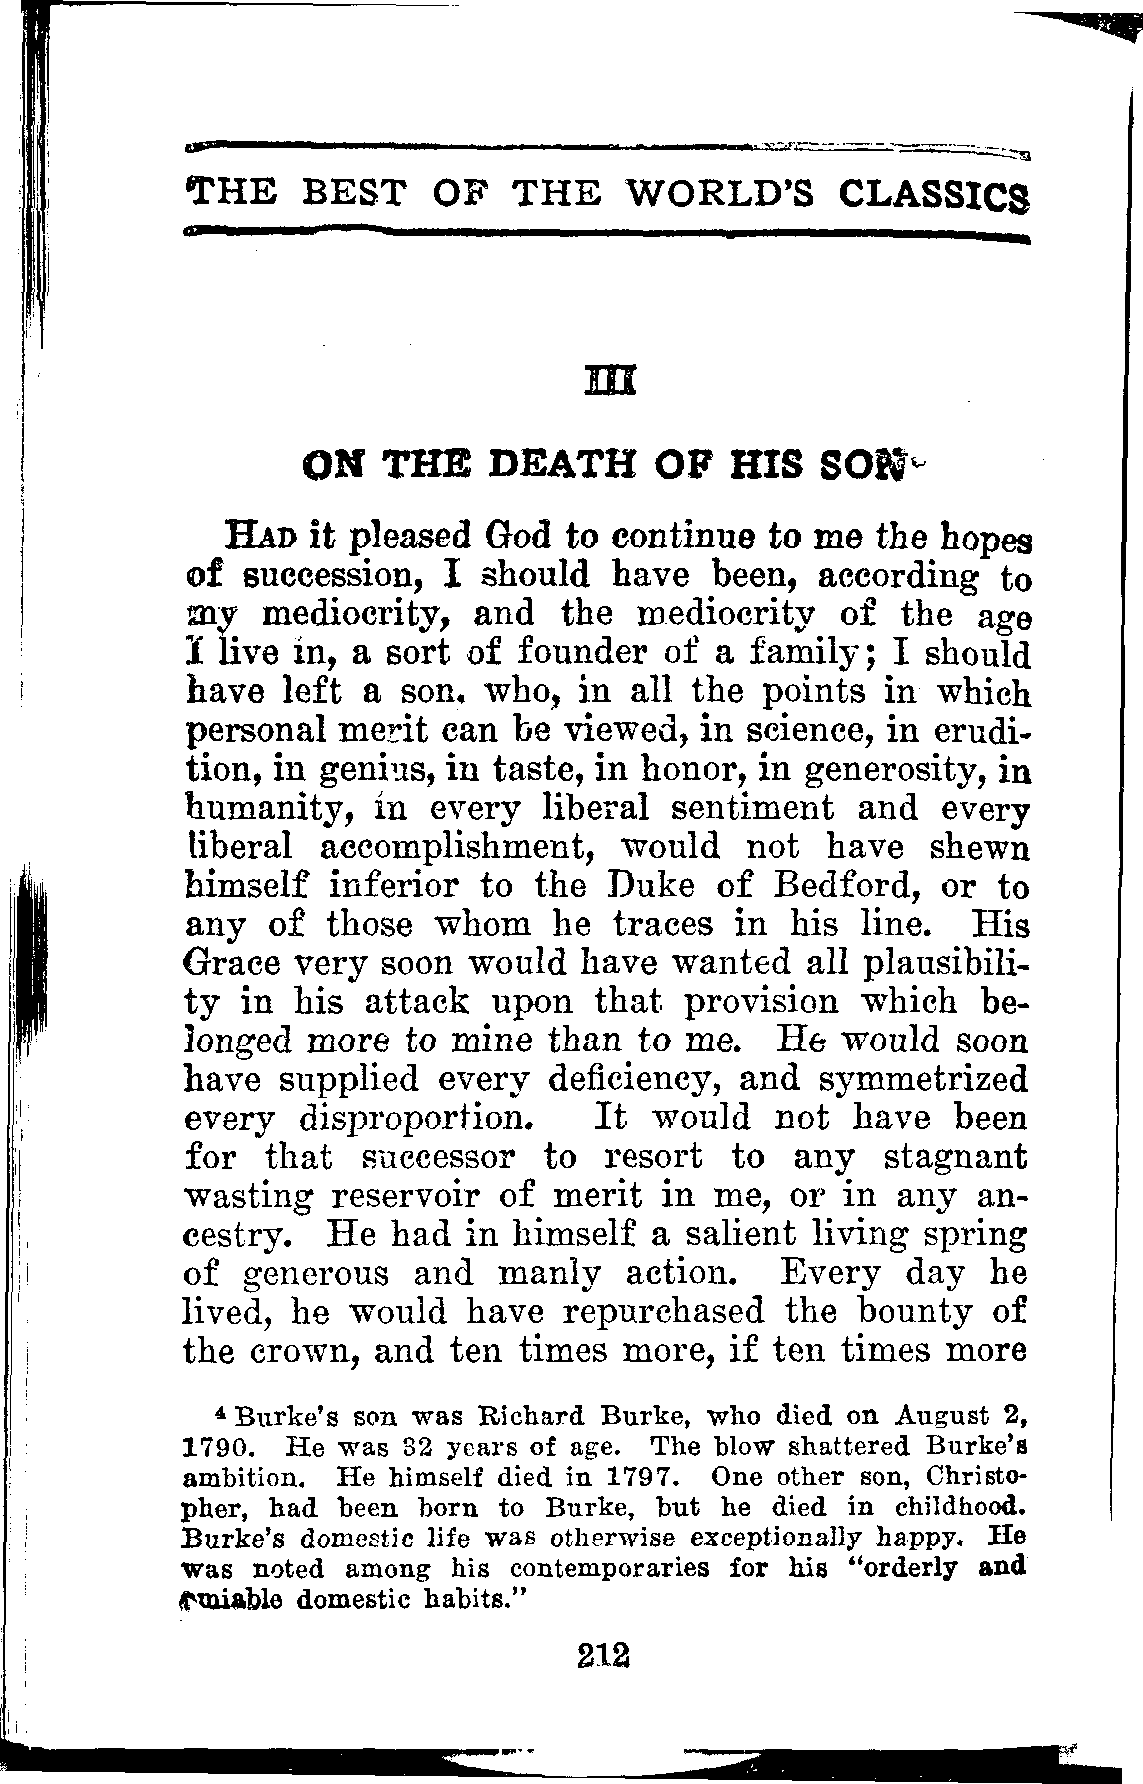 THE BEST OF THE WORLD'S CLASSICS
III
ON THE DEATH OF HIS SON
HAD it pleased God to continue to me the hopes
of succession, I should have been, according to
my mediocrity, and the mediocrity of the age
I live in, a sort of founder of a family; I should
have left a son, who, in all the points in which
personal merit can be viewed, in science, in erudi-
tion, in genius, in taste, in honor, in generosity, in
humanity, in every liberal sentiment and every
liberal accomplishment, would not have shewn
himself inferior to the Duke of Bedford, or to
any of those whom he traces in his line. His
Grace very soon would have wanted all plausibili-
ty in his attack upon that provision which be-
longed more to mine than to me. He would soon
have supplied every deficiency, and symmetrized
every disproportion. It would not have been
for that successor to resort to any stagnant
wasting reservoir of merit in me, or in any an-
cestry. He had in himself a salient living spring
of generous and manly action. Every day he
lived, he would have repurchased the bounty of
the crown, and ten times more, if ten times more
4 Burke's son was Richard Burke, who died on August 2,
1790. He was 32 years of age. The blow shattered Burke's
ambition. He himself died in 1797. One other son, Christo-
pher, had been born to Burke, but he died in childhood.
Burke's domestic life was otherwise exceptionally happy. He
was noted among his contemporaries for his "orderly and
amiable domestic habits."
212